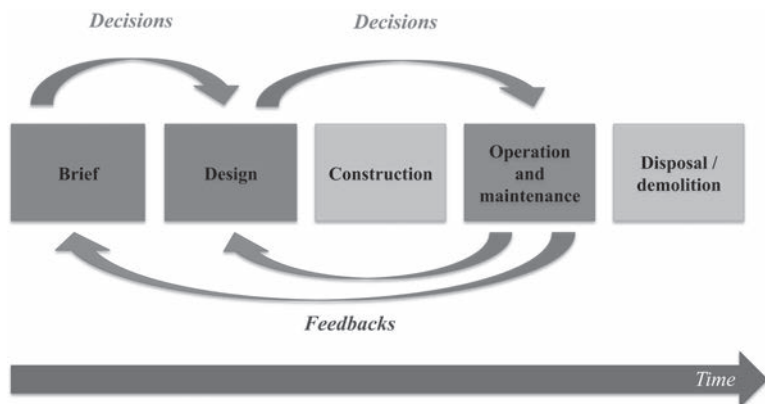 Decisions
Decisions
Brief
Design
Construction
Operation
and
maintenance
Disposal /
demolition
Feedbacks
Time